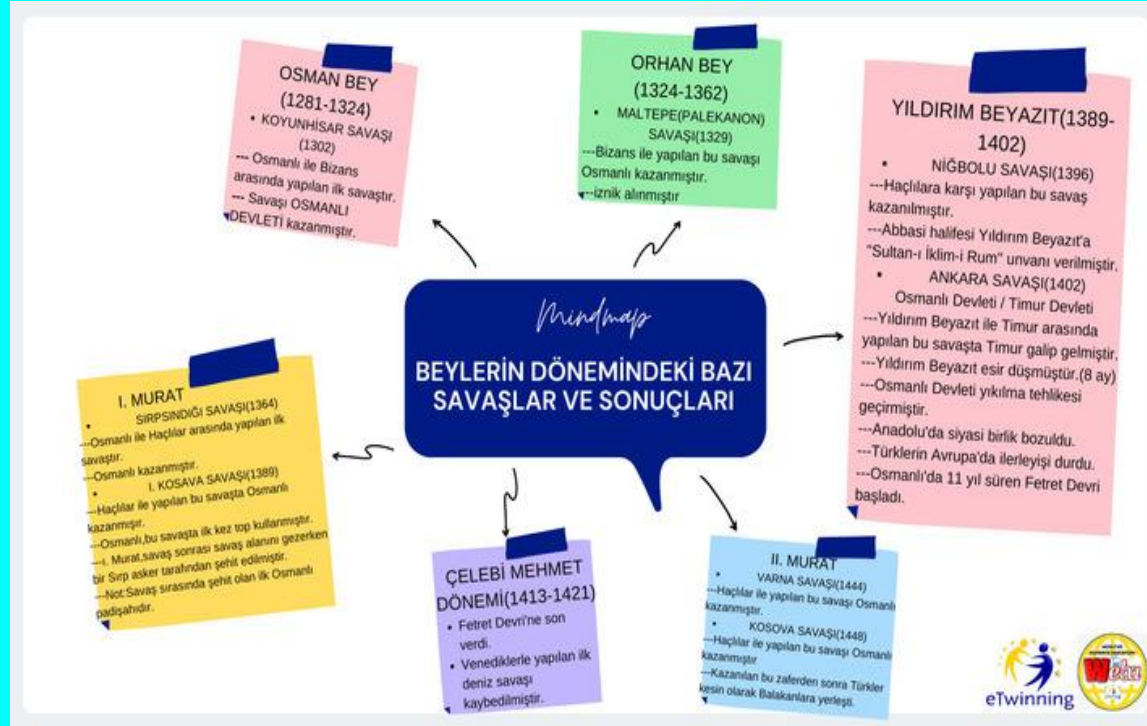 OSMAN BEY
(1281-1324)
• KOYUNHİSAR SAVAŞI
(1302)
--- Osmanlı ile Bizans
arasında yapılan ilk savaştır.
--- Savaşı OSMANLI
DEVLETİ kazanmıştır.
ORHAN BEY
(1324-1362)
• MALTEPE(PALEKANON)
SAVAŞI(1329)
---Bizans ile yapılan bu savaşı
Osmanlı kazanmıştır.
---iznik alınmıştır
YILDIRIM BEYAZIT(1389-
1402)
• NİĞBOLU SAVAŞI(1396)
---Haçlılara karşı yapılan bu savaş
kazanılmıştır.
---Abbasi halifesi Yıldırım Beyazıt'a
"Sultan-ı İklim-i Rum" unvanı verilmiştir.
• ANKARA SAVAŞI(1402)
Osmanlı Devleti / Timur Devleti
---Yıldırım Beyazıt ile Timur arasında
yapılan bu savaşta Timur galip gelmiştir.
---Yıldırım Beyazıt esir düşmüştür.(8 ay)
---Osmanlı Devleti yıkılma tehlikesi
geçirmiştir.
---Anadolu'da siyasi birlik bozuldu.
---Türklerin Avrupa'da ilerleyişi durdu.
---Osmanlı'da 11 yıl süren Fetret Devri
başladı.
Mindmap
BEYLERİN DÖNEMİNDEKİ BAZI
SAVAŞLAR VE SONUÇLARI
I. MURAT
• SIRPSINDIĞI SAVAŞI(1364)
---Osmanlı ile Haçlılar arasında yapılan ilk
savaştır.
---Osmanlı kazanmıştır.
• I. KOSAVA SAVAŞI(1389)
---Haçlılar ile yapılan bu savaşta Osmanlı
kazanmışır.
---Osmanlı,bu savaşta ilk kez top kullanmıştır.
---ı. Murat,savaş sonrası savaş alanını gezerken
bir Sırp asker tarafından şehit edilmiştir.
---Not:Savaş sırasında şehit olan ilk Osmanlı
padişahıdır.
ÇELEBİ MEHMET
DÖNEMİ(1413-1421)
• Fetret Devri'ne son
verdi.
• Venediklerle yapılan ilk
deniz savaşı
kaybedilmiştir.
II. MURAT
• VARNA SAVAŞI(1444)
---Haçlılar ile yapılan bu savaşı Osmanlı
kazanmıştır.
• KOSOVA SAVAŞI(1448)
---Haçlılar ile yapılan bu savaşı Osmanlı
kazanmıştır
---Kazanılan bu zaferden sonra Türkler
kesin olarak Balakanlara yerleşti.
eTwinning